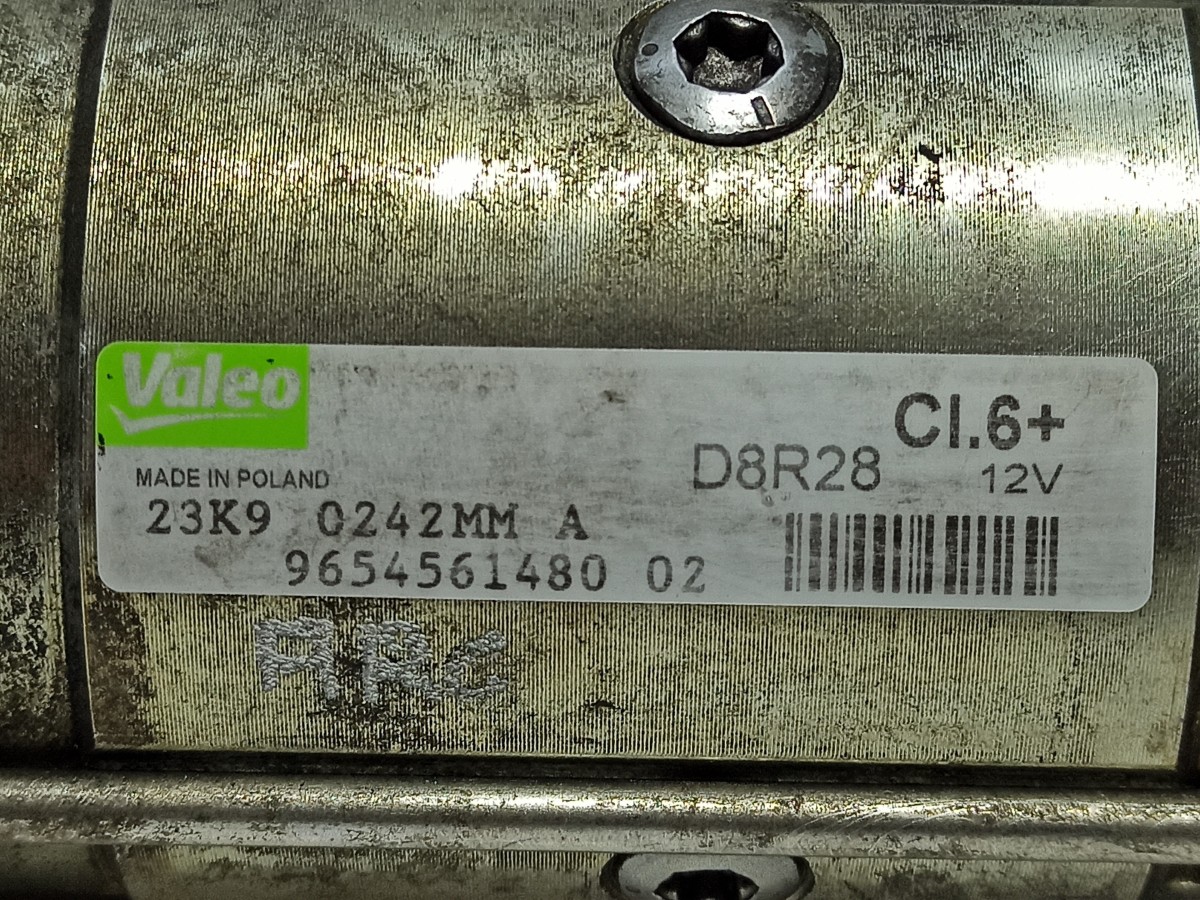 Valeo
Cl.6+
D8R28
12V
MADE IN POLAND
23K9 0242MM A
9654561480 02